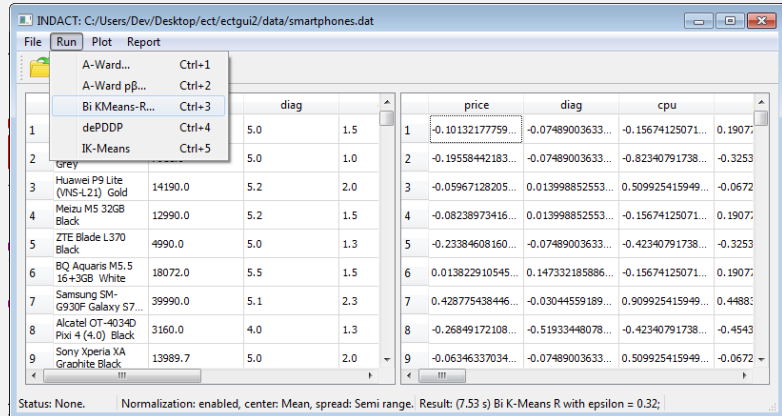 INDACT: C:/Users/Dev/Desktop/ect/ectgui2/data/smartphones.dat
File Run Plot Report
A-Ward... Ctrl+1
A-Ward pβ... Ctrl+2
Bi KMeans-R... Ctrl+3
dePDDP Ctrl+4
IK-Means Ctrl+5
diag
price diag cpu
1 5.0 1.5
1 -0.10132177759... -0.07489003633... -0.15674125071... 0.1907
2 Grey 5.0 1.0
2 -0.19558442183... -0.07489003633... -0.82340791738... -0.3253
3 Huawei P9 Lite
(VNS-L21) Gold 14190.0 5.2 2.0
3 -0.05967128205... 0.013998852553... 0.509925415949... -0.0672
4 Meizu M5 32GB
Black 12990.0 5.2 1.5
4 -0.08238973416... 0.013998852553... -0.15674125071... 0.1907
5 ZTE Blade L370
Black 4990.0 5.0 1.3
5 -0.23384608160... -0.07489003633... -0.42340791738... -0.3253
6 BQ Aquaris M5.5
16+3GB White 18072.0 5.5 1.5
6 0.013822910545... 0.147332185886... -0.15674125071... 0.1907
7 Samsung SM-
G930F Galaxy S7... 39990.0 5.1 2.3
7 0.428775438446... -0.03044559189... 0.909925415949... 0.4488
8 Alcatel OT-4034D
Pixi 4 (4.0) Black 3160.0 4.0 1.3
8 -0.26849172108... -0.51933448078... -0.42340791738... -0.4543
9 Sony Xperia XA
Graphite Black 13989.7 5.0 2.0
9 -0.06346337034... -0.07489003633... 0.509925415949... -0.0672
Status: None. Normalization: enabled, center: Mean, spread: Semi range. Result: (7.53 s) Bi K-Means R with epsilon = 0.32;